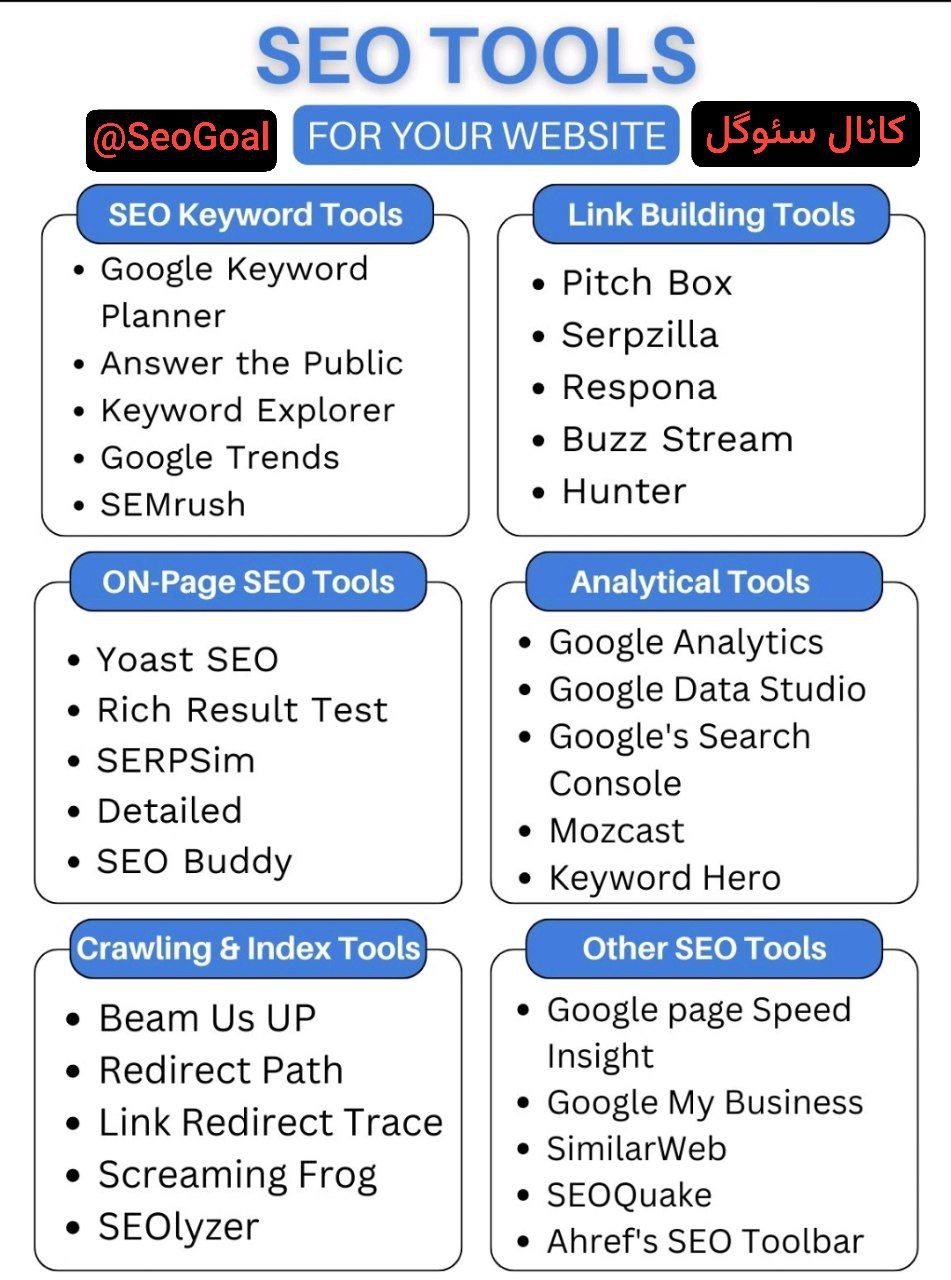 SEO TOOLS
@SeoGoal
FOR YOUR WEBSITE
کانال سئوگل
SEO Keyword Tools
• Google Keyword
Planner
• Answer the Public
• Keyword Explorer
• Google Trends
• SEMrush
Link Building Tools
• Pitch Box
• Serpzilla
• Respona
• Buzz Stream
• Hunter
ON-Page SEO Tools
• Yoast SEO
• Rich Result Test
• SERPSim
• Detailed
• SEO Buddy
Analytical Tools
• Google Analytics
• Google Data Studio
• Google's Search
Console
• Mozcast
• Keyword Hero
Crawling & Index Tools
• Beam Us UP
• Redirect Path
• Link Redirect Trace
• Screaming Frog
• SEOlyzer
Other SEO Tools
• Google page Speed
Insight
• Google My Business
• SimilarWeb
• SEOQuake
• Ahref's SEO Toolbar